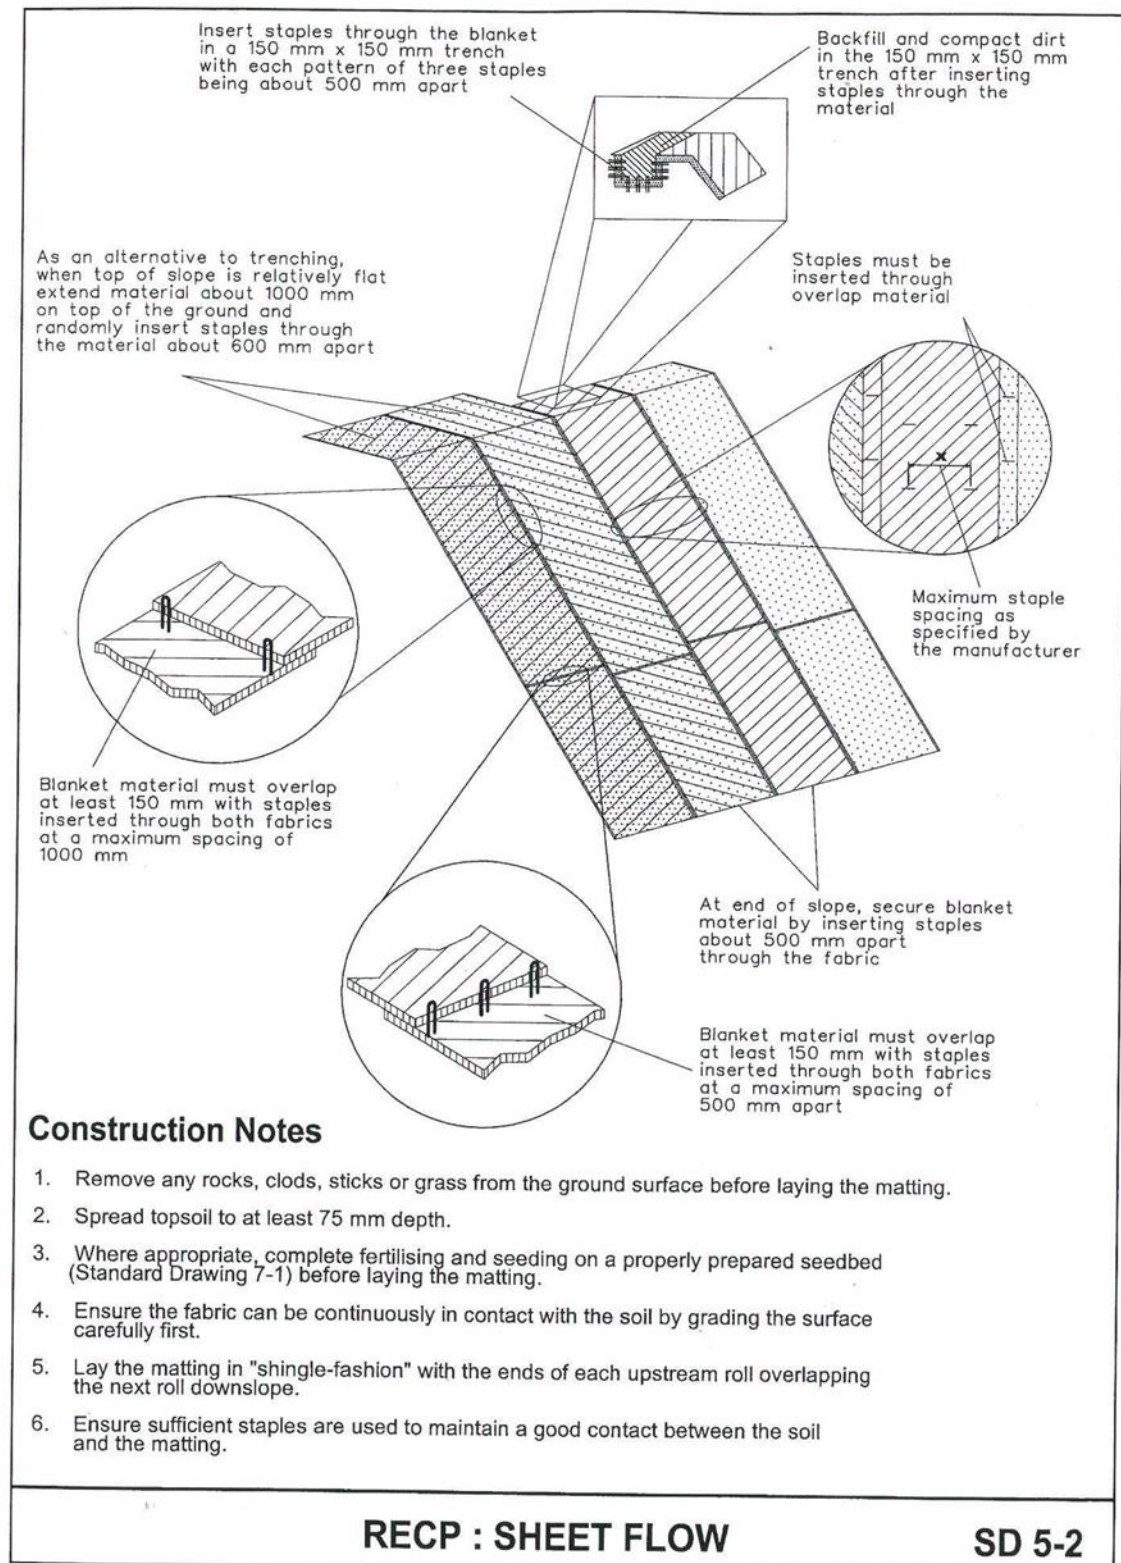 Insert staples through the blanket
in a 150 mm x 150 mm trench
with each pattern of three staples
being about 500 mm apart
Backfill and compact dirt
in the 150 mm x 150 mm
trench after inserting
staples through the
material
As an alternative to trenching,
when top of slope is relatively flat
extend material about 1000 mm
on top of the ground and
randomly insert staples through
the material about 600 mm apart
Staples must be
inserted through
overlap material
x
Maximum staple
spacing as
specified by
the manufacturer
Blanket material must overlap
at least 150 mm with staples
inserted through both fabrics
at a maximum spacing of
1000 mm
At end of slope, secure blanket
material by inserting staples
about 500 mm apart
through the fabric
Blanket material must overlap
at least 150 mm with staples
inserted through both fabrics
at a maximum spacing of
500 mm apart
Construction Notes
1. Remove any rocks, clods, sticks or grass from the ground surface before laying the matting.
2. Spread topsoil to at least 75 mm depth.
3. Where appropriate, complete fertilising and seeding on a properly prepared seedbed
(Standard Drawing 7-1) before laying the matting.
4. Ensure the fabric can be continuously in contact with the soil by grading the surface
carefully first.
5. Lay the matting in "shingle-fashion" with the ends of each upstream roll overlapping
the next roll downslope.
6. Ensure sufficient staples are used to maintain a good contact between the soil
and the matting.
RECP : SHEET FLOW
SD 5-2